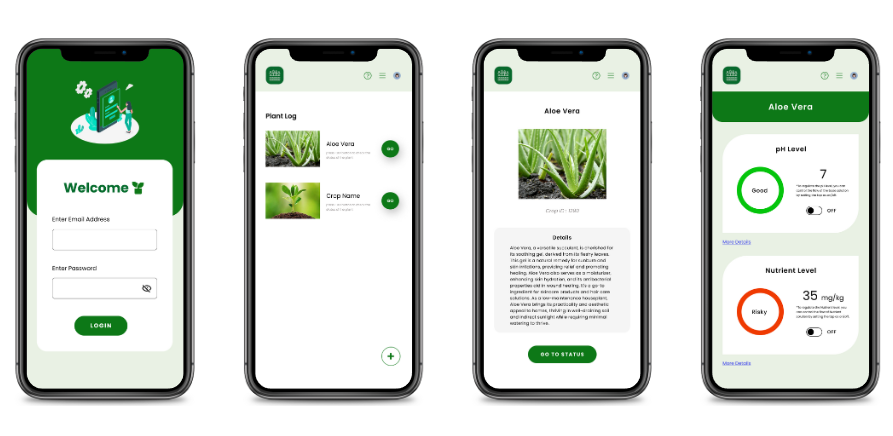 Welcome
Enter Email Address
Enter Password
LOGIN
Plant Log
Aloe Vera
GO
Crop Name
GO
Aloe Vera
Details
Aloe Vera, a versatile succulent, is cherished for
its soothing gel, derived from its fleshy leaves.
This gel is a natural remedy for sunburn and
skin irritations, providing relief and promoting
healing. Aloe Vera also serves as a moisturizer,
enhancing skin hydration, and its antibacterial
properties aid in wound healing. It's a go-to
ingredient for skincare products and hair care
solutions. As a low-maintenance houseplant,
Aloe Vera brings its practicality and aesthetic
appeal to homes, thriving in well-draining soil
and indirect sunlight while requiring minimal
watering to thrive.
GO TO STATUS
Aloe Vera
pH Level
Good
7
OFF
More Details
Nutrient Level
Risky
35 mg/kg
OFF
More Details